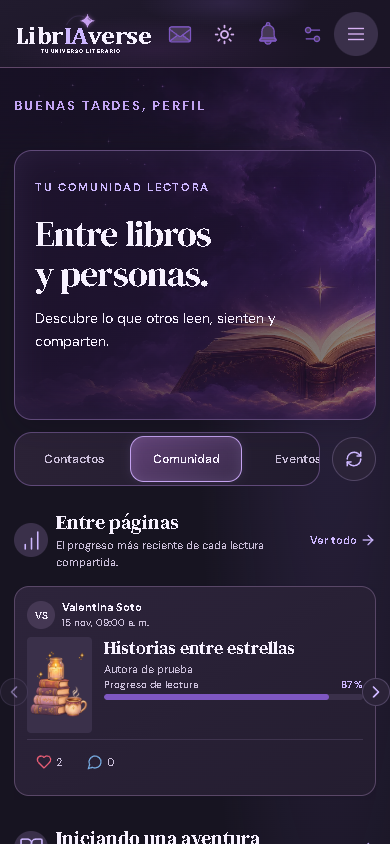 LibrIAverse
TU UNIVERSO LITERARIO
BUENAS TARDES, PERFIL
TU COMUNIDAD LECTORA
Entre libros
y personas.
Descubre lo que otros leen, sienten y
comparten.
Contactos
Comunidad
Eventos
Entre páginas
El progreso más reciente de cada lectura
compartida.
Ver todo
VS
Valentina Soto
15 nov, 09:00 a. m.
Historias entre estrellas
Autora de prueba
Progreso de lectura
87%
2
0
Iniciando una aventura